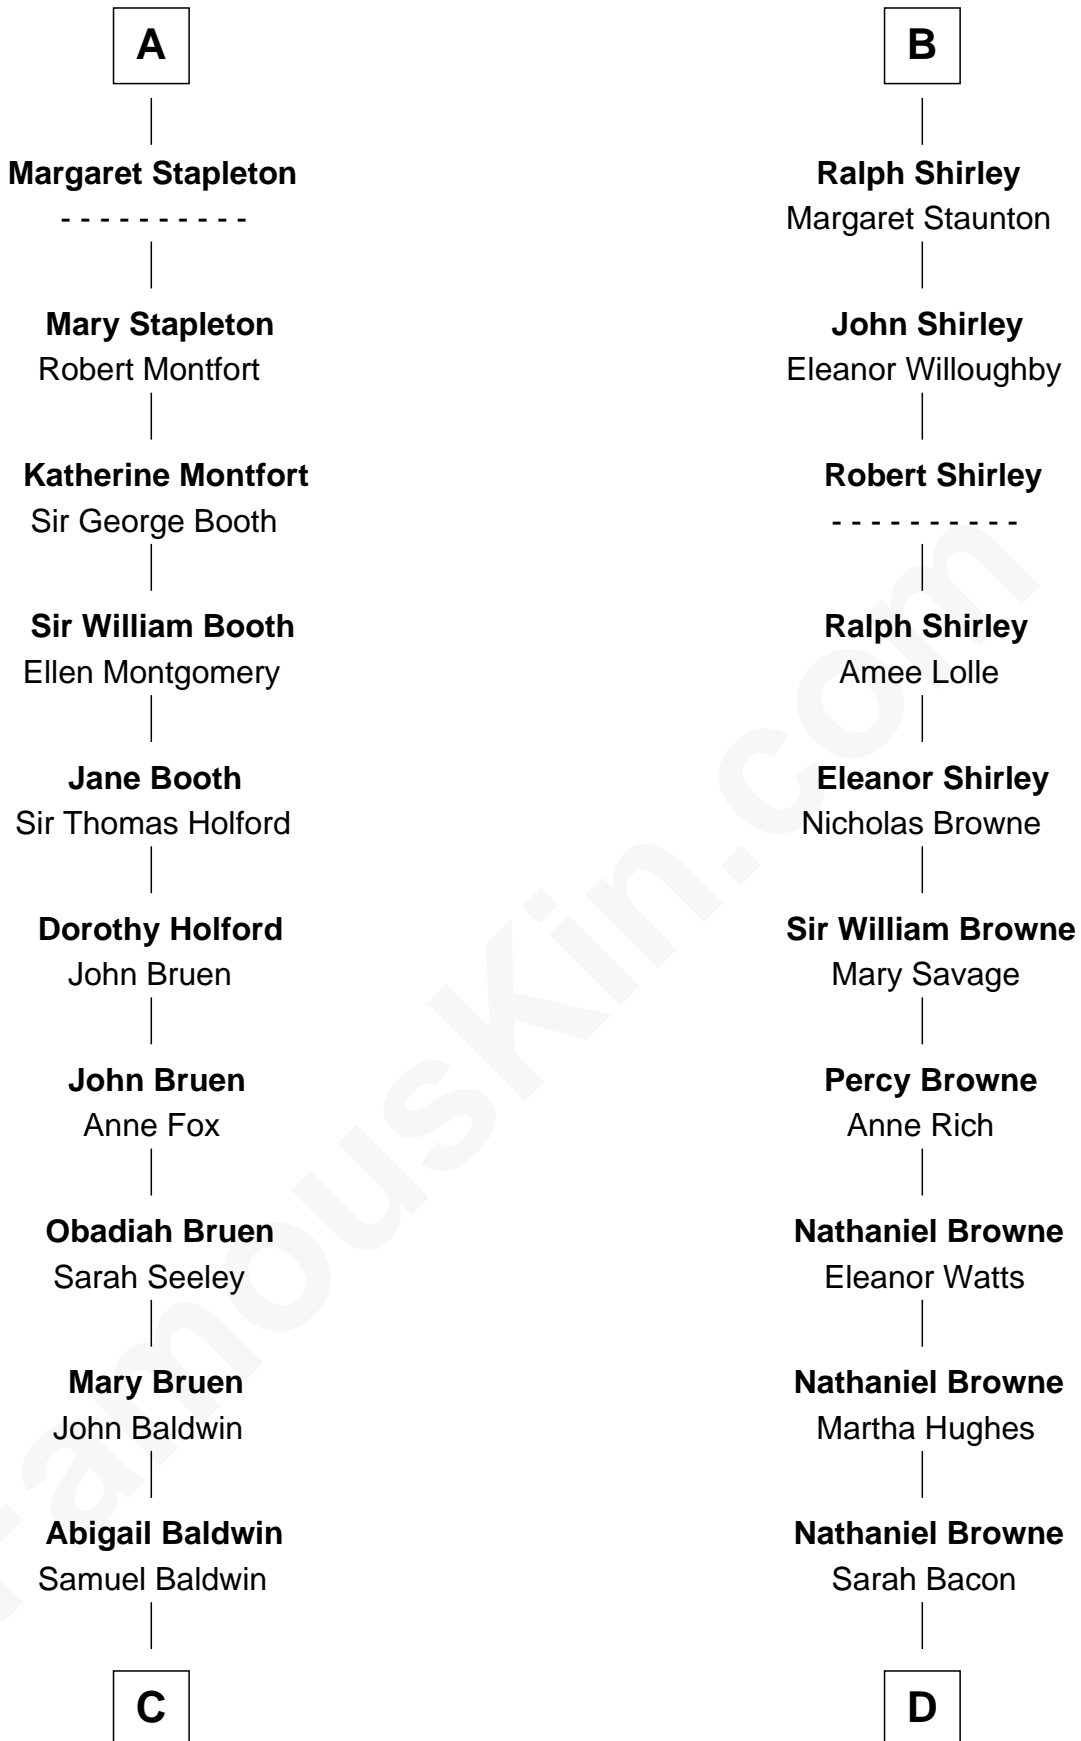 A
B
Margaret Stapleton
Ralph Shirley
- - - - - - - - - -
Margaret Staunton
Mary Stapleton
John Shirley
Robert Montfort
Eleanor Willoughby
Katherine Montfort
Robert Shirley
Sir George Booth
- - - - - - - - - -
Sir William Booth
Ralph Shirley
Ellen Montgomery
Amee Lolle
Jane Booth
Eleanor Shirley
Sir Thomas Holford
Nicholas Browne
Dorothy Holford
Sir William Browne
John Bruen
Mary Savage
John Bruen
Percy Browne
Anne Fox
Anne Rich
Obadiah Bruen
Nathaniel Browne
Sarah Seeley
Eleanor Watts
Mary Bruen
Nathaniel Browne
John Baldwin
Martha Hughes
Abigail Baldwin
Nathaniel Browne
Samuel Baldwin
Sarah Bacon
C
D
FamousKin.com